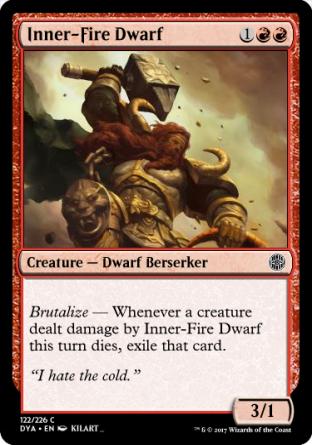 Inner-Fire Dwarf 1
Creature — Dwarf Berserker
Brutalize — Whenever a creature
dealt damage by Inner-Fire Dwarf
this turn dies, exile that card.
“I hate the cold.”
3/1
122/226 C
DYA • EN KILART_
™ & © 2017 Wizards of the Coast